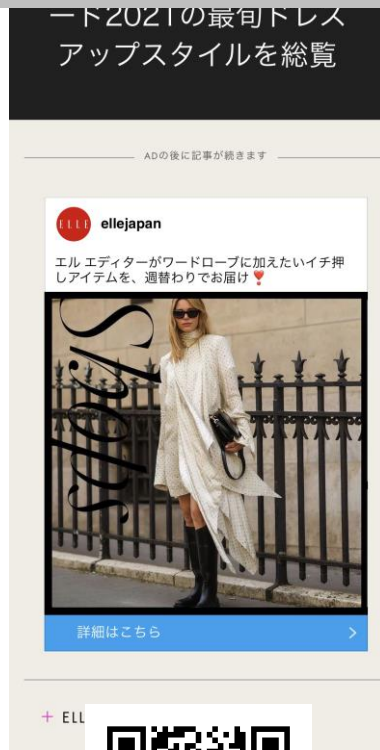 ード2021の最旬ドレス
アップスタイルを総覧
ADの後に記事が続きます
ELLE
ellejapan
エル エディターがワードローブに加えたいイチ押
しアイテムを、週替わりでお届け❣️
詳細はこちら
+ ELL